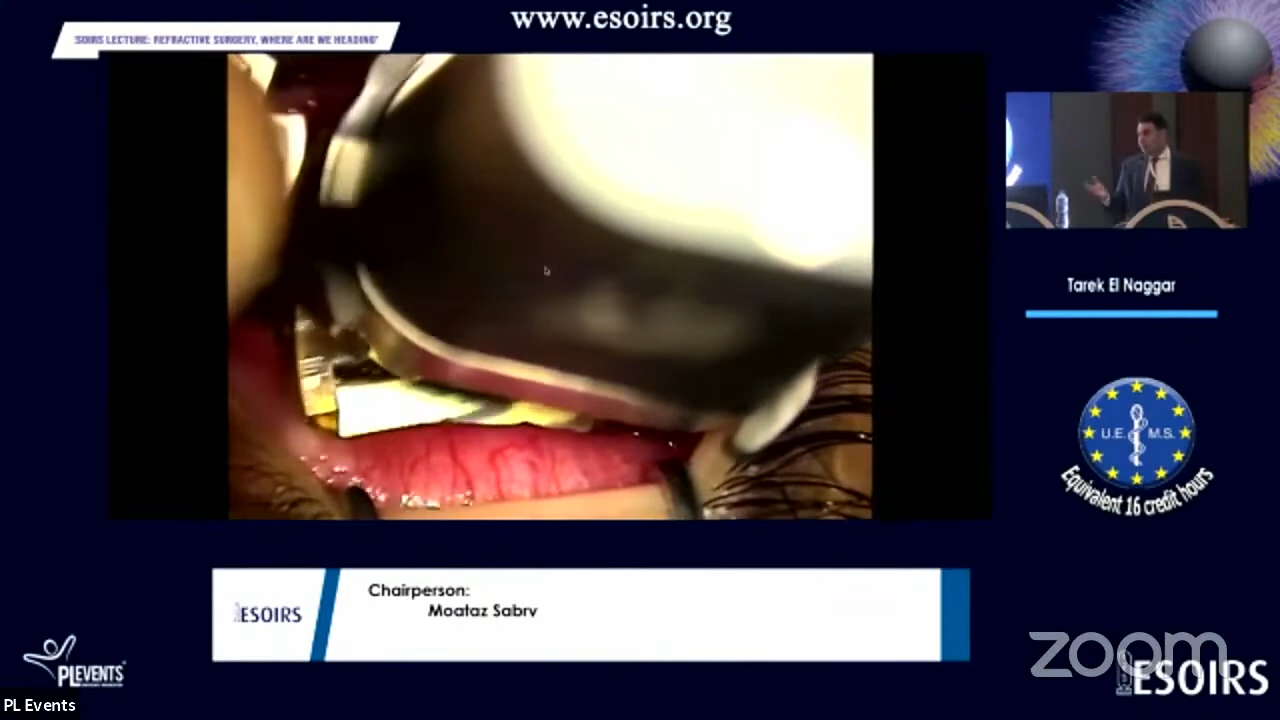 www.esoirs.org
SOIRS LECTURE: REFRACTIVE SURGERY, WHERE ARE WE HEADING"
Tarek El Naggar
U.E. M.S.
Equivalent 16 credit hours
Chairperson:
Moataz Sabry
ESOIRS
zoom
ESOIRS
PLEVENTS
PL Events